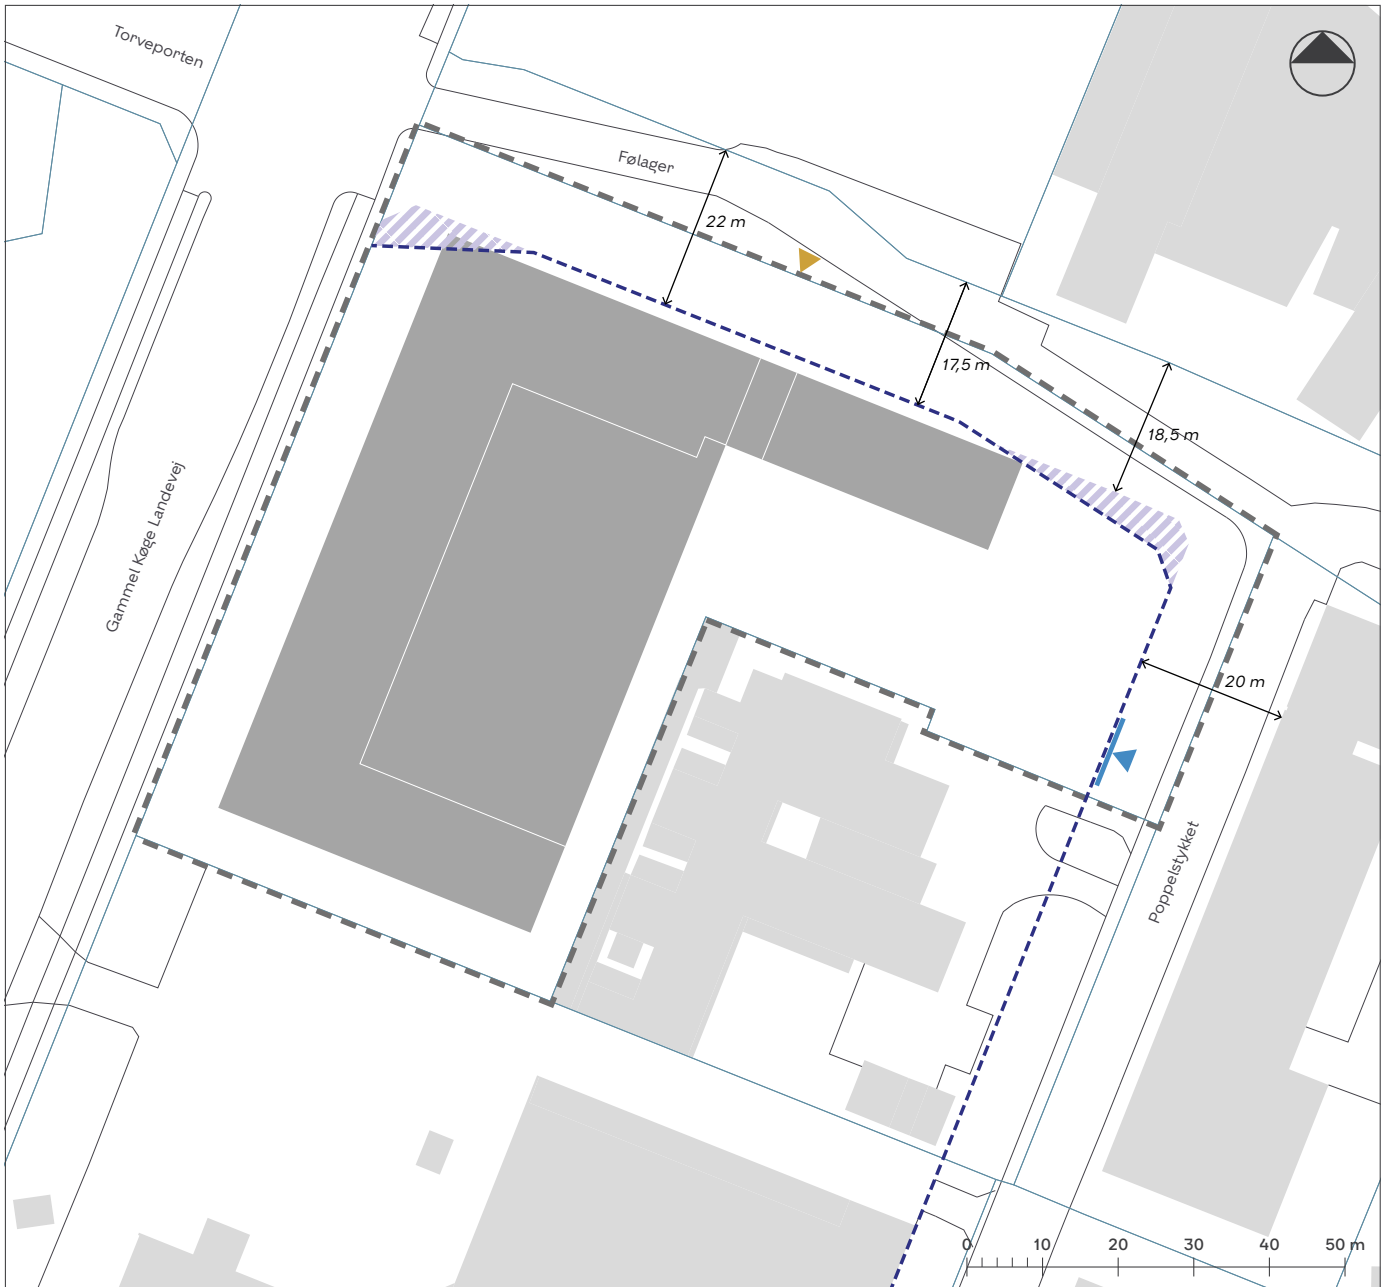 Torveporten
Følager
22 m
17,5 m
18,5 m
Gammel Køge Landevej
20 m
Poppelstykket
0 10 20 30 40 50 m